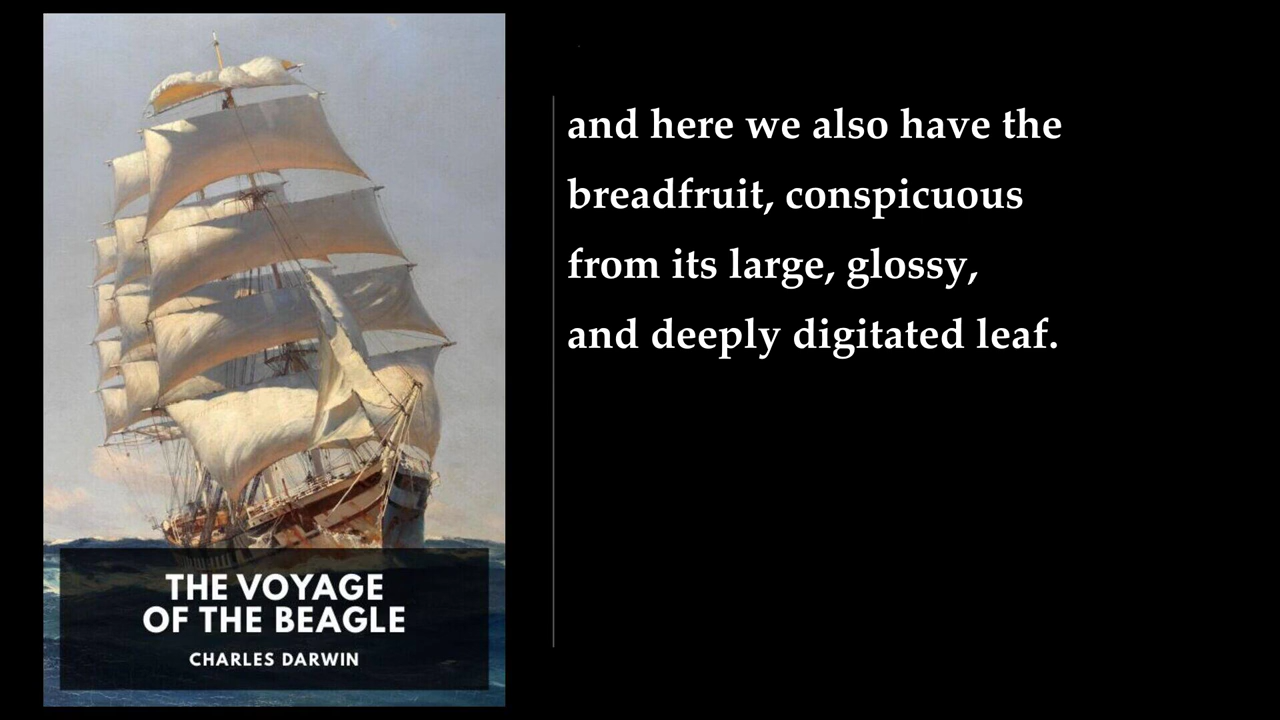 THE VOYAGE
OF THE BEAGLE
CHARLES DARWIN
and here we also have the
breadfruit, conspicuous
from its large, glossy,
and deeply digitated leaf.